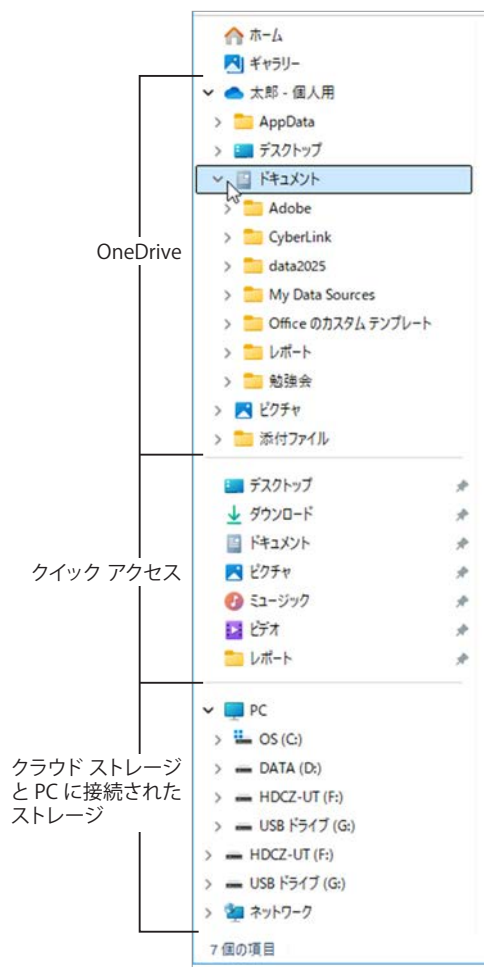 ホーム
ギャラリー
太郎 - 個人用
AppData
デスクトップ
ドキュメント
Adobe
CyberLink
data2025
My Data Sources
Office のカスタム テンプレート
レポート
勉強会
ピクチャ
添付ファイル
OneDrive
デスクトップ
ダウンロード
ドキュメント
ピクチャ
ミュージック
ビデオ
レポート
クイック アクセス
PC
OS (C:)
DATA (D:)
HDCZ-UT (F:)
USB ドライブ (G:)
HDCZ-UT (F:)
USB ドライブ (G:)
ネットワーク
クラウド ストレージ
と PC に接続された
ストレージ
7 個の項目